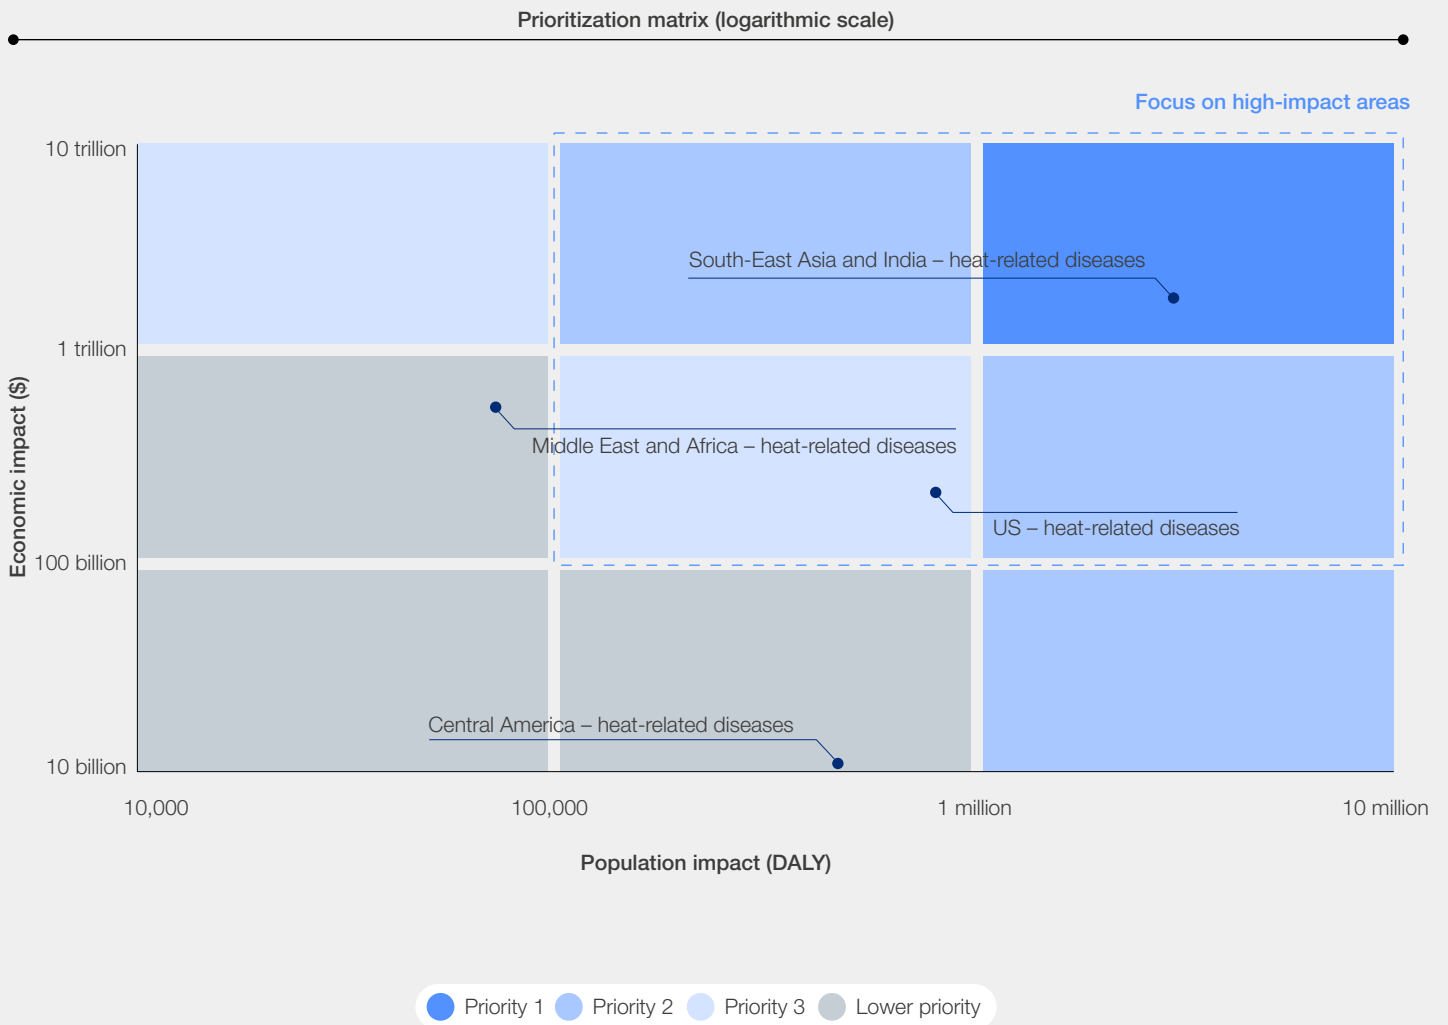 Prioritization matrix (logarithmic scale)
Focus on high-impact areas
10 trillion
South-East Asia and India – heat-related diseases
1 trillion
Economic impact ($)
Middle East and Africa – heat-related diseases
US – heat-related diseases
100 billion
Central America – heat-related diseases
10 billion
10,000
100,000
1 million
10 million
Population impact (DALY)
Priority 1
Priority 2
Priority 3
Lower priority